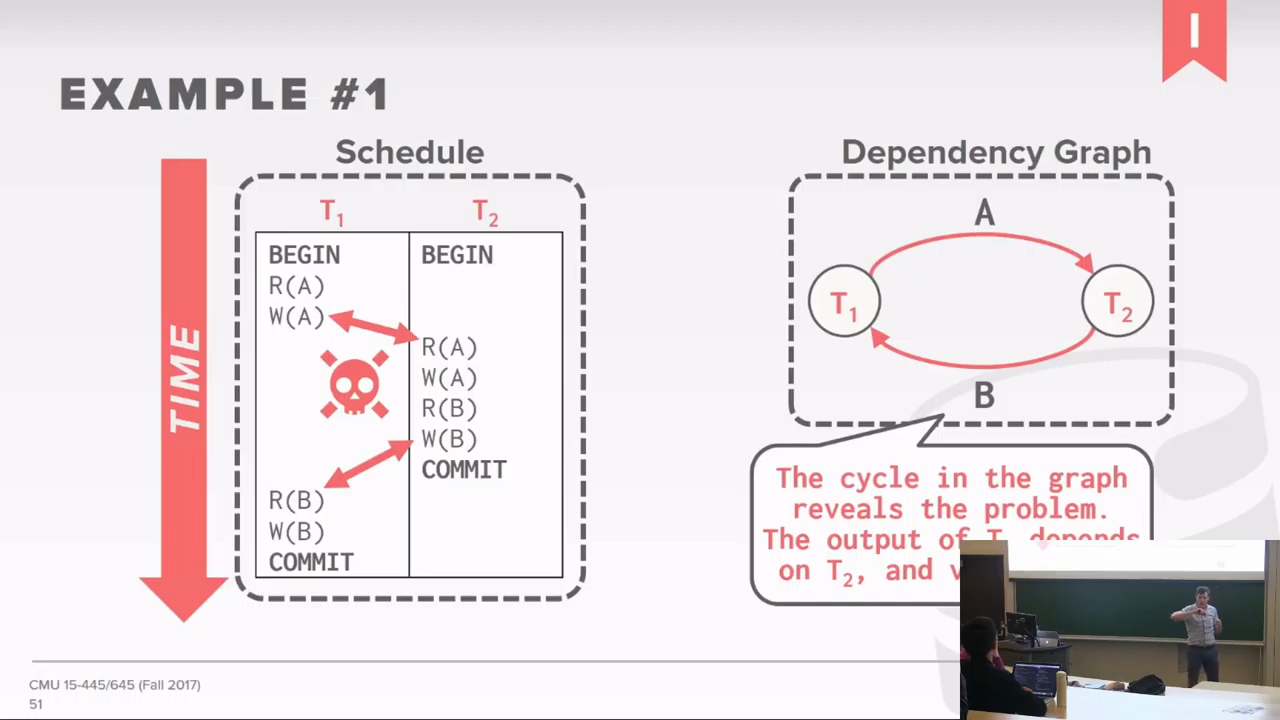 I
EXAMPLE #1
Schedule
Dependency Graph
TIME
T1 T2
BEGIN BEGIN
R(A)
W(A)
R(A)
W(A)
R(B)
W(B)
COMMIT
R(B)
W(B)
COMMIT
A
T1 T2
B
The cycle in the graph
reveals the problem.
The output of T depends
on T2, and
CMU 15-445/645 (Fall 2017)
51